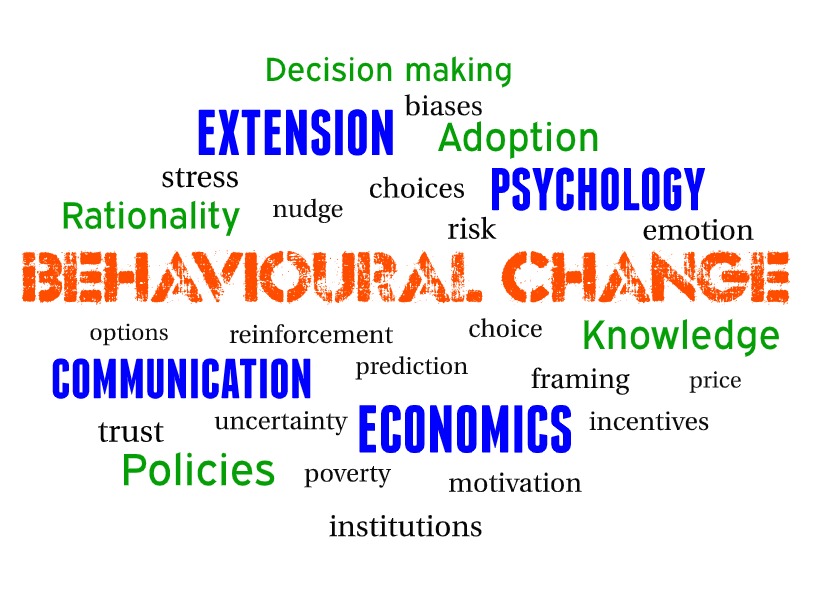 Decision making
biases
EXTENSION
Adoption
stress
choices
PSYCHOLOGY
Rationality
nudge
risk
emotion
BEHAVIOURAL CHANGE
options
reinforcement
choice
Knowledge
COMMUNICATION
prediction
framing
price
trust
uncertainty
ECONOMICS
incentives
Policies
poverty
motivation
institutions